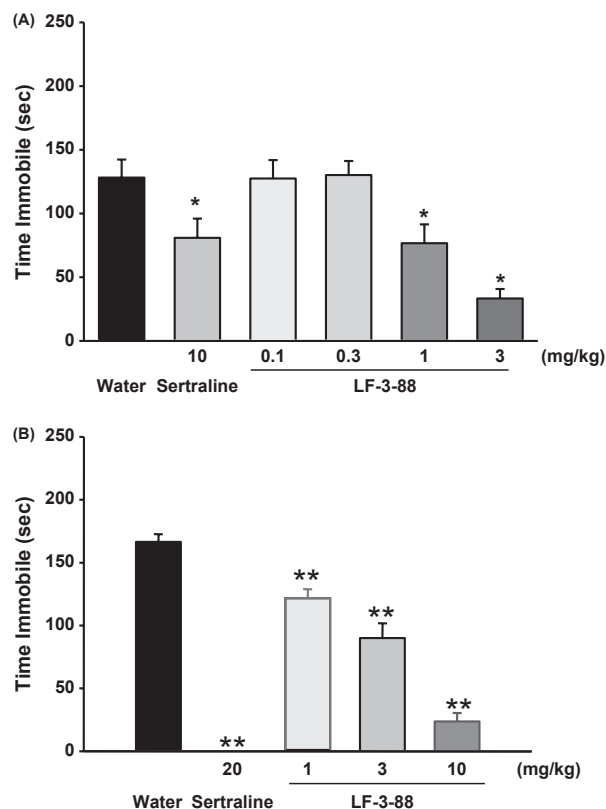 (A)
250
200
150
100
50
0
Time Immobile (sec)
*
*
*
10 0.1 0.3 1 3 (mg/kg)
Water Sertraline LF-3-88
(B)
250
200
150
100
50
0
Time Immobile (sec)
**
**
**
**
20 1 3 10 (mg/kg)
Water Sertraline LF-3-88